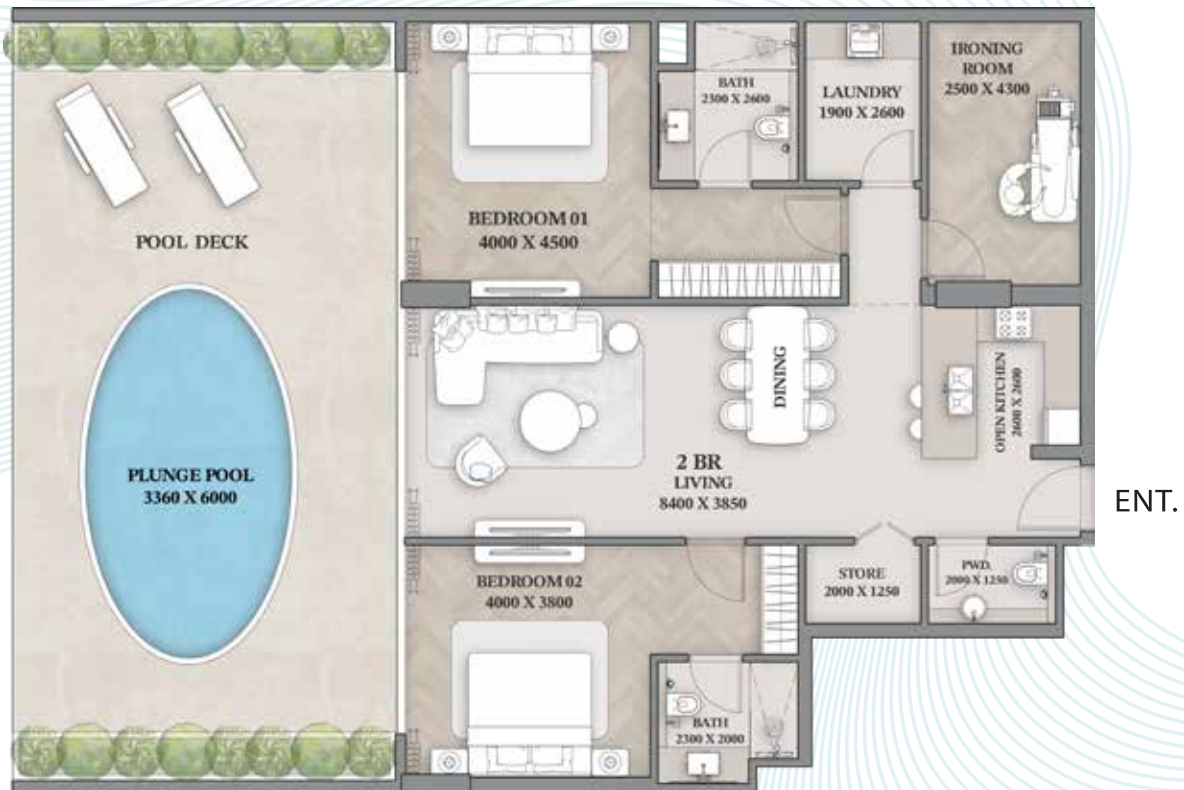 IRONING
ROOM
2500 X 4300
BATH
2300 X 2600
LAUNDRY
1900 X 2600
BEDROOM 01
4000 X 4500
POOL DECK
DINING
OPEN KITCHEN
2600 X 2600
PLUNGE POOL
3360 X 6000
2 BR
LIVING
8400 X 3850
ENT.
BEDROOM 02
4000 X 3800
STORE
2000 X 1250
PWD.
2000 X 1250
BATH
2300 X 2000